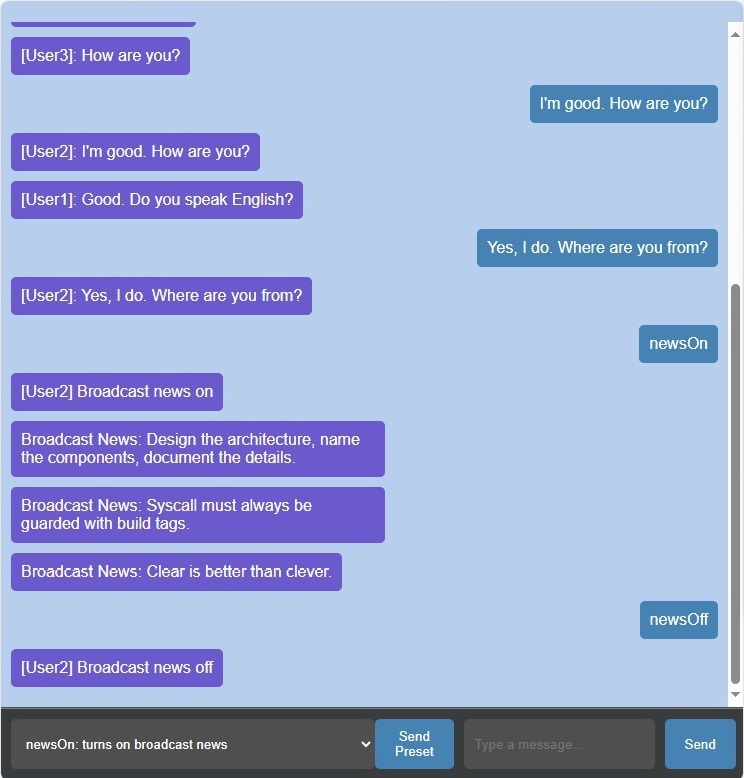 [User3]: How are you?
I'm good. How are you?
[User2]: I'm good. How are you?
[User1]: Good. Do you speak English?
Yes, I do. Where are you from?
[User2]: Yes, I do. Where are you from?
newsOn
[User2] Broadcast news on
Broadcast News: Design the architecture, name
the components, document the details.
Broadcast News: Syscall must always be
guarded with build tags.
Broadcast News: Clear is better than clever.
newsOff
[User2] Broadcast news off
newsOn: turns on broadcast news
Send
Preset
Type a message...
Send